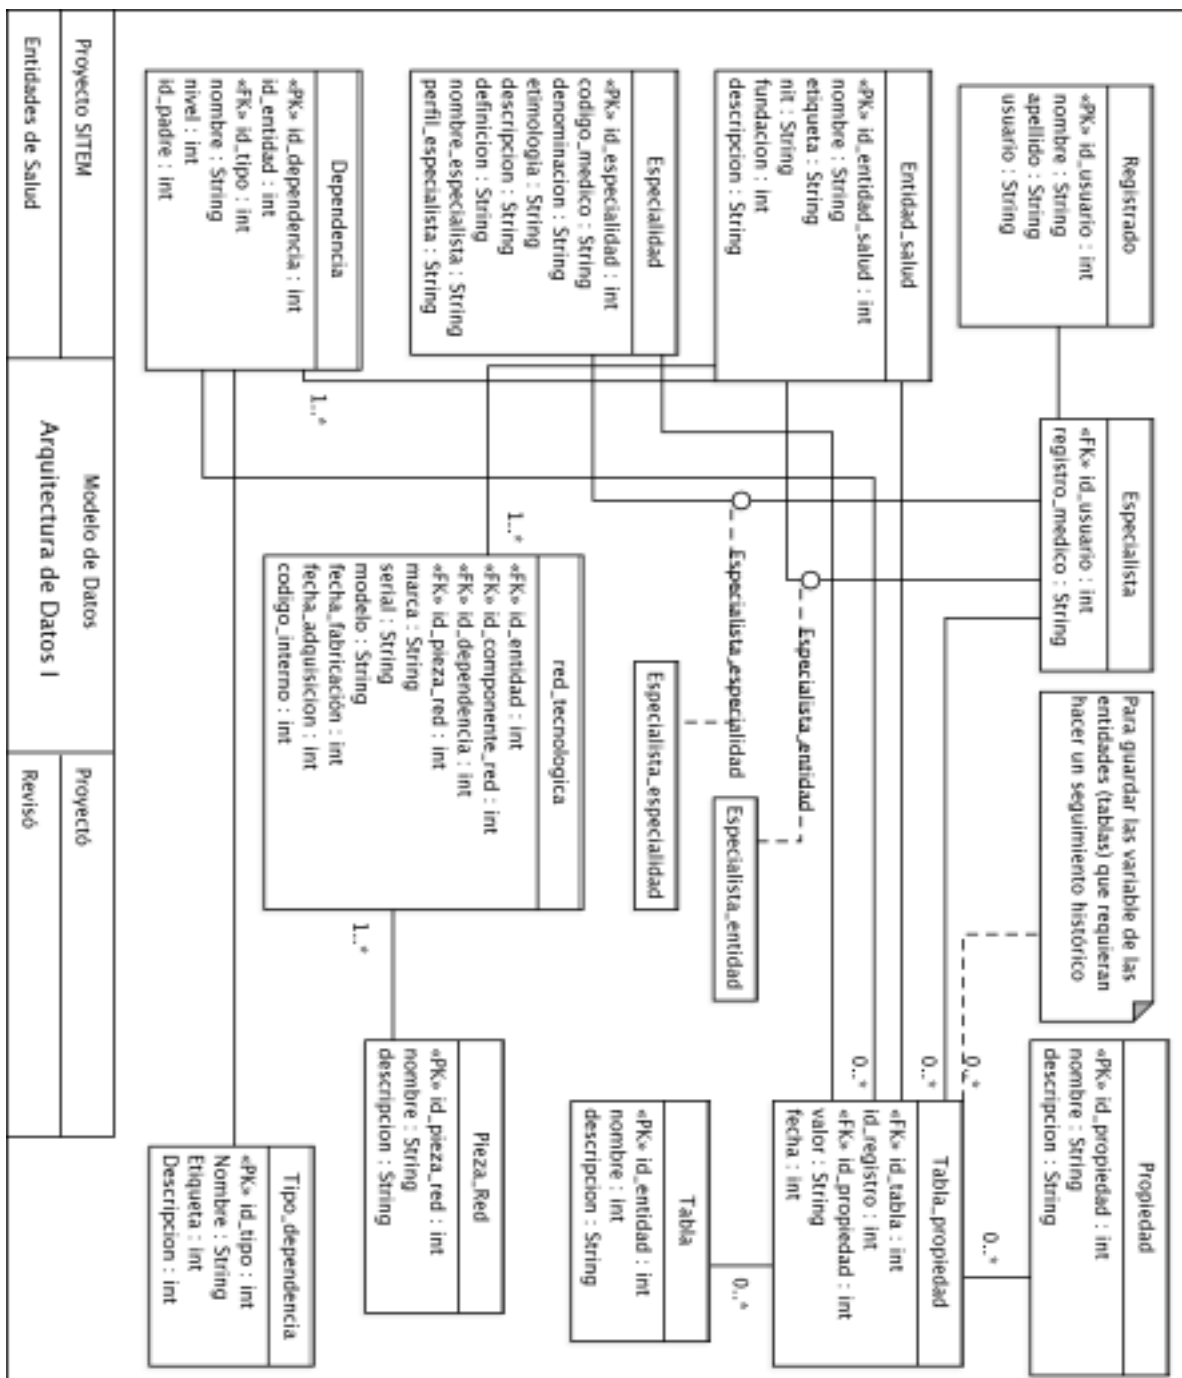 Registrado
«PK» id_usuario : int
nombre : String
apellido : String
usuario : String
Especialista
«FK» id_usuario : int
registro_medico : String
Para guardar las variable de las
entidades (tablas) que requieran
hacer un seguimiento histórico
Propiedad
«PK» id_propiedad : int
nombre : String
descripcion : String
Entidad_salud
«PK» id_entidad_salud : int
nombre : String
etiqueta : String
nit : String
fundacion : int
descripcion : String
Especialista_entidad
Especialista_especialidad
Especialista_entidad
Especialista_especialidad
0..*
0..*
0..*
0..*
Tabla_propiedad
«FK» id_tabla : int
id_registro : int
«FK» id_propiedad : int
valor : String
fecha : int
0..*
Especialidad
«PK» id_especialidad : int
codigo_medico : String
denominacion : String
etimologia : String
descripcion : String
definicion : String
nombre_especialista : String
perfil_especialista : String
Tabla
«PK» id_entidad : int
nombre : int
descripcion : String
1..*
red_tecnologica
«FK» id_entidad : int
«FK» id_componente_red : int
«FK» id_dependencia : int
«FK» id_pieza_red : int
marca : String
serial : String
modelo : String
fecha_fabricación : int
fecha_adquisicion : int
codigo_interno : int
1..*
Pieza_Red
«PK» id_pieza_red : int
nombre : String
descripcion : String
Dependencia
«PK» id_dependencia : int
id_entidad : int
«FK» id_tipo : int
nombre : String
nivel : int
id_padre : int
1..*
Tipo_dependencia
«PK» id_tipo : int
Nombre : String
Etiqueta : int
Descripcion : int
Proyecto SITEM
Modelo de Datos
Proyectó
Entidades de Salud
Arquitectura de Datos I
Revisó